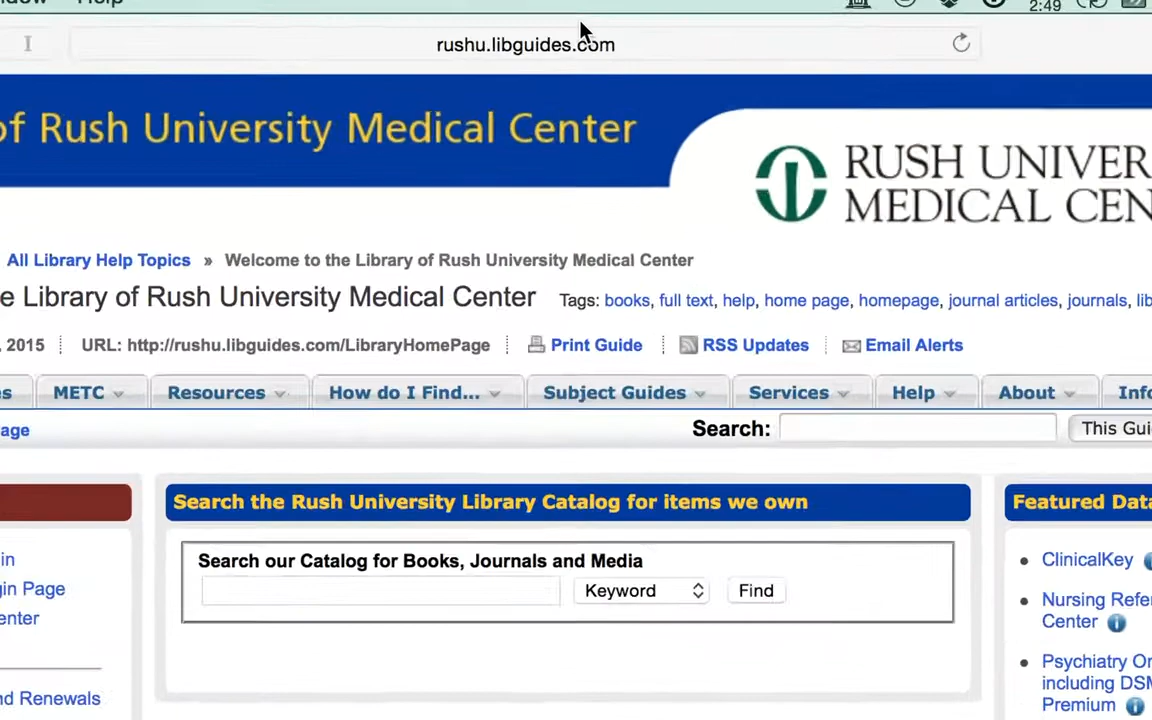 Help
2:49
rushu.libguides.com
of Rush University Medical Center
RUSH UNIVER
MEDICAL CEN
All Library Help Topics » Welcome to the Library of Rush University Medical Center
e Library of Rush University Medical Center Tags: books, full text, help, home page, homepage, journal articles, journals, lib
, 2015 URL: http://rushu.libguides.com/LibraryHomePage Print Guide RSS Updates Email Alerts
s METC Resources How do I Find... Subject Guides Services Help About Info
age Search: This Gui
Search the Rush University Library Catalog for items we own
Search our Catalog for Books, Journals and Media
Keyword Find
in
gin Page
enter
nd Renewals
Featured Data
ClinicalKey
Nursing Refe
Center
Psychiatry On
including DSM
Premium